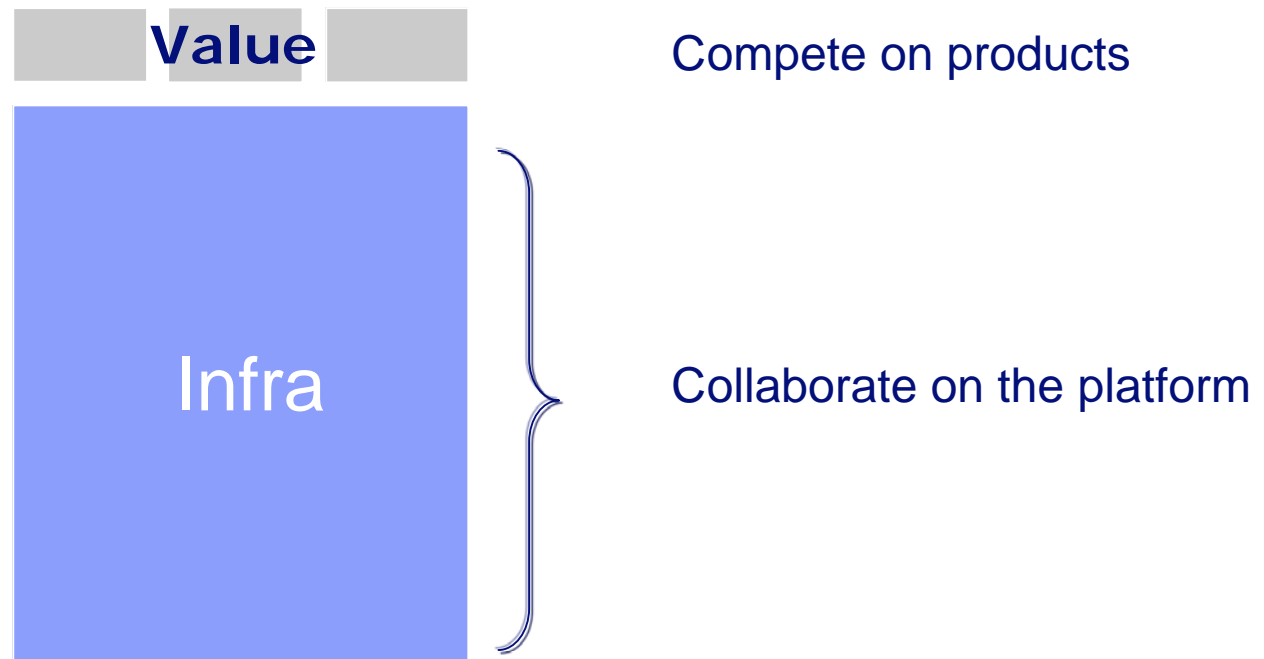 Value
Compete on products
Infra
Collaborate on the platform